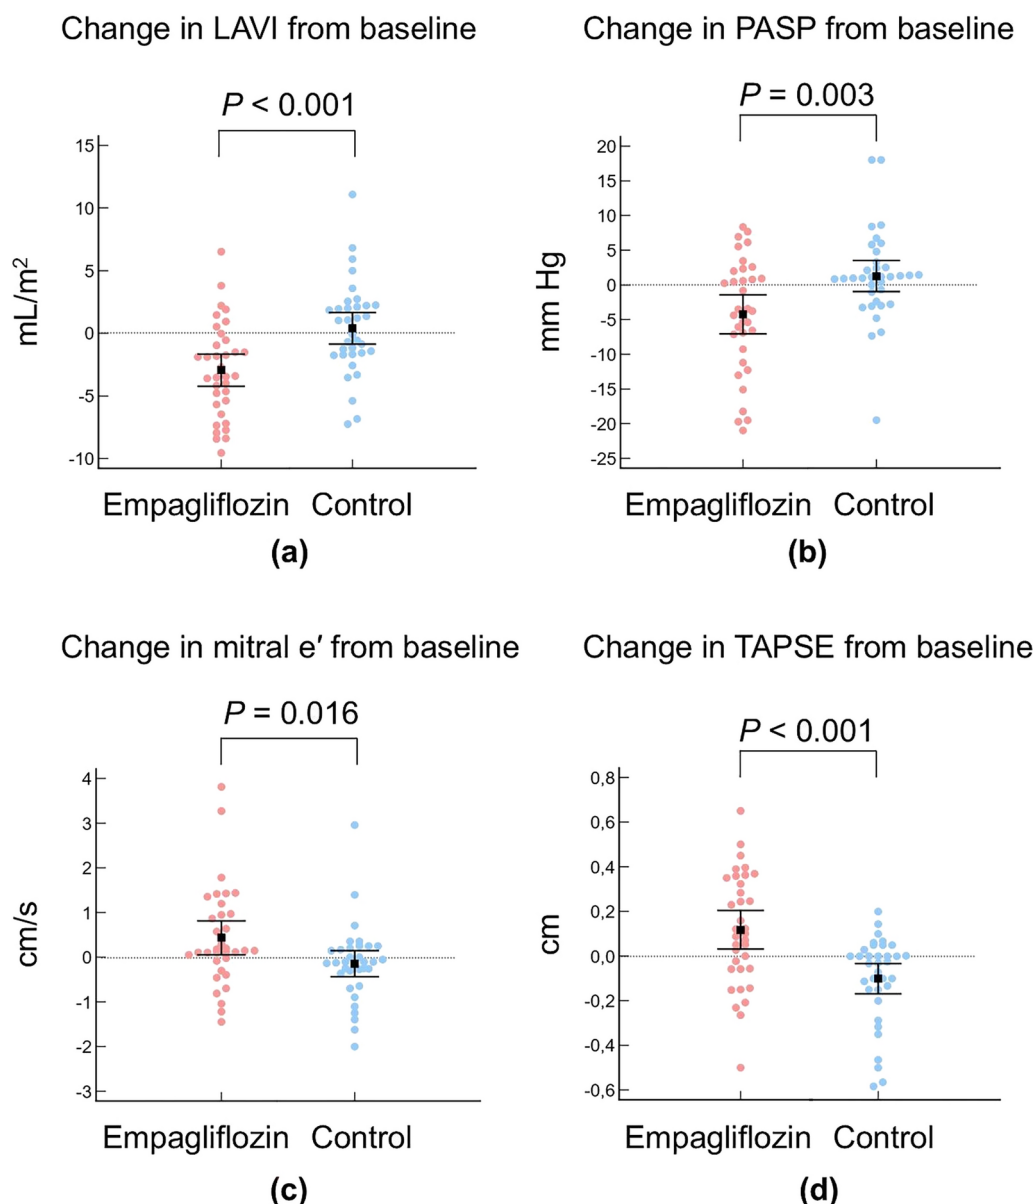 Change in LAVI from baseline
P < 0.001
15
10
5
0
-5
-10
mL/m²
Empagliflozin Control
(a)
Change in PASP from baseline
P = 0.003
20
15
10
5
0
-5
-10
-15
-20
-25
mm Hg
Empagliflozin Control
(b)
Change in mitral e′ from baseline
P = 0.016
4
3
2
1
0
-1
-2
-3
cm/s
Empagliflozin Control
(c)
Change in TAPSE from baseline
P < 0.001
0,8
0,6
0,4
0,2
0,0
-0,2
-0,4
-0,6
cm
Empagliflozin Control
(d)